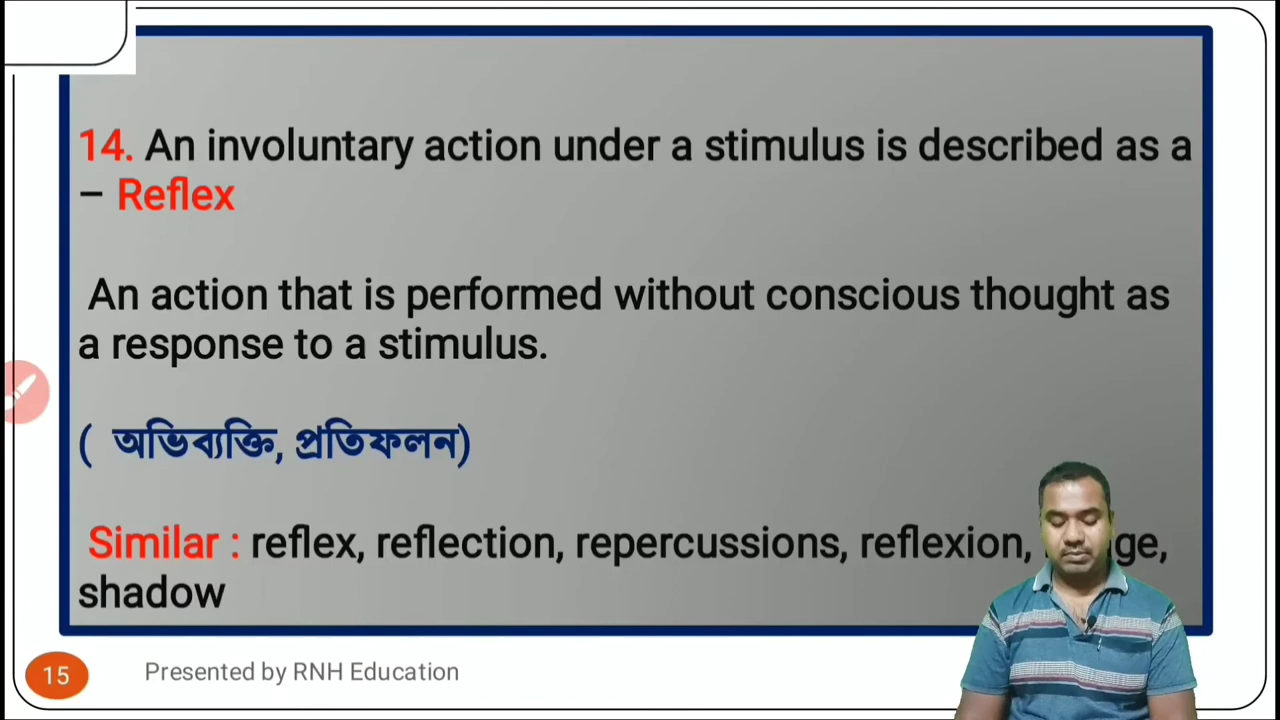 14. An involuntary action under a stimulus is described as a
– Reflex
An action that is performed without conscious thought as
a response to a stimulus.
( অভিব্যক্তি, প্রতিফলন)
Similar : reflex, reflection, repercussions, reflexion,
shadow
15 Presented by RNH Education